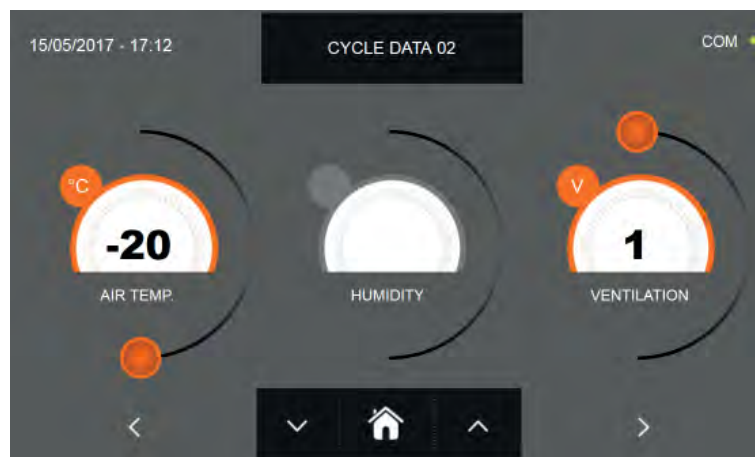 15/05/2017 - 17:12
CYCLE DATA 02
COM
°C
-20
AIR TEMP.
HUMIDITY
V
1
VENTILATION